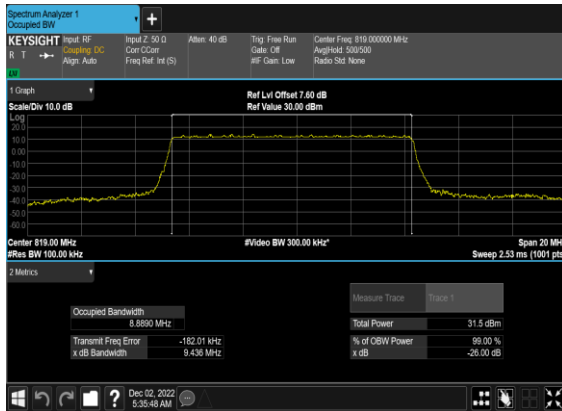 Spectrum Analyzer 1
Occupied BW
KEYSIGHT Input: RF Input Z: 50 Ω Atten: 40 dB Trig: Free Run Center Freq: 819.000000 MHz
R T Coupling: DC Corr CCorr Gate: Off Avg|Hold: 500/500
Align: Auto Freq Ref: Int (S) #IF Gain: Low Radio Std: None
LXI
1 Graph Ref Lvl Offset 7.60 dB
Scale/Div 10.0 dB Ref Value 30.00 dBm
Log
20.0
10.0
0.00
-10.0
-20.0
-30.0
-40.0
-50.0
-60.0
Center 819.00 MHz #Video BW 300.00 kHz* Span 20 MH
#Res BW 100.00 kHz Sweep 2.53 ms (1001 pts
2 Metrics
Measure Trace Trace 1
Occupied Bandwidth
8.8890 MHz Total Power 31.5 dBm
Transmit Freq Error -182.01 kHz % of OBW Power 99.00 %
x dB Bandwidth 9.436 MHz x dB -26.00 dB
? Dec 02, 2022
5:35:48 AM